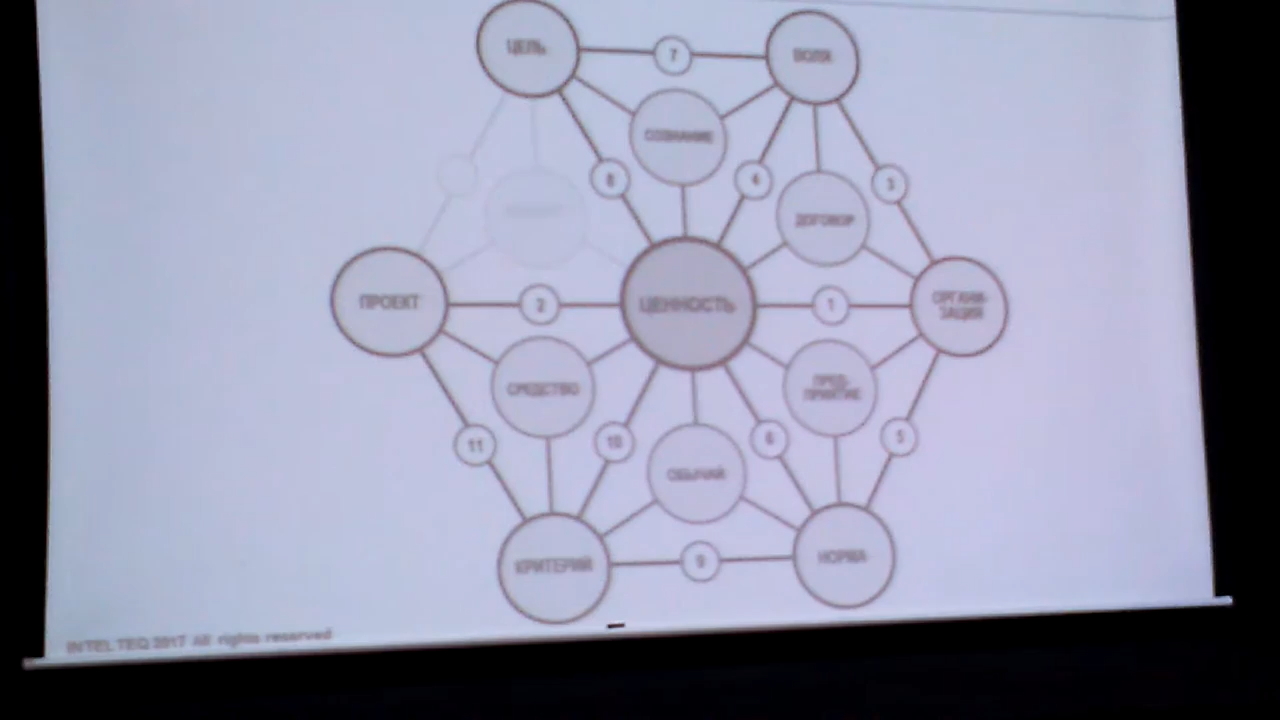 ЦЕЛЬ
7
ВОЛЯ
СОЗНАНИЕ
8
4
3
ДОГОВОР
ПРОЕКТ
2
ЦЕННОСТЬ
1
ОРГАНИ-
ЗАЦИЯ
СРЕДСТВО
ПРЕД-
ПРИЯТИЕ
11
10
6
5
ОБЫЧАЙ
КРИТЕРИЙ
9
НОРМА
INTELTEQ 2017 All rights reserved